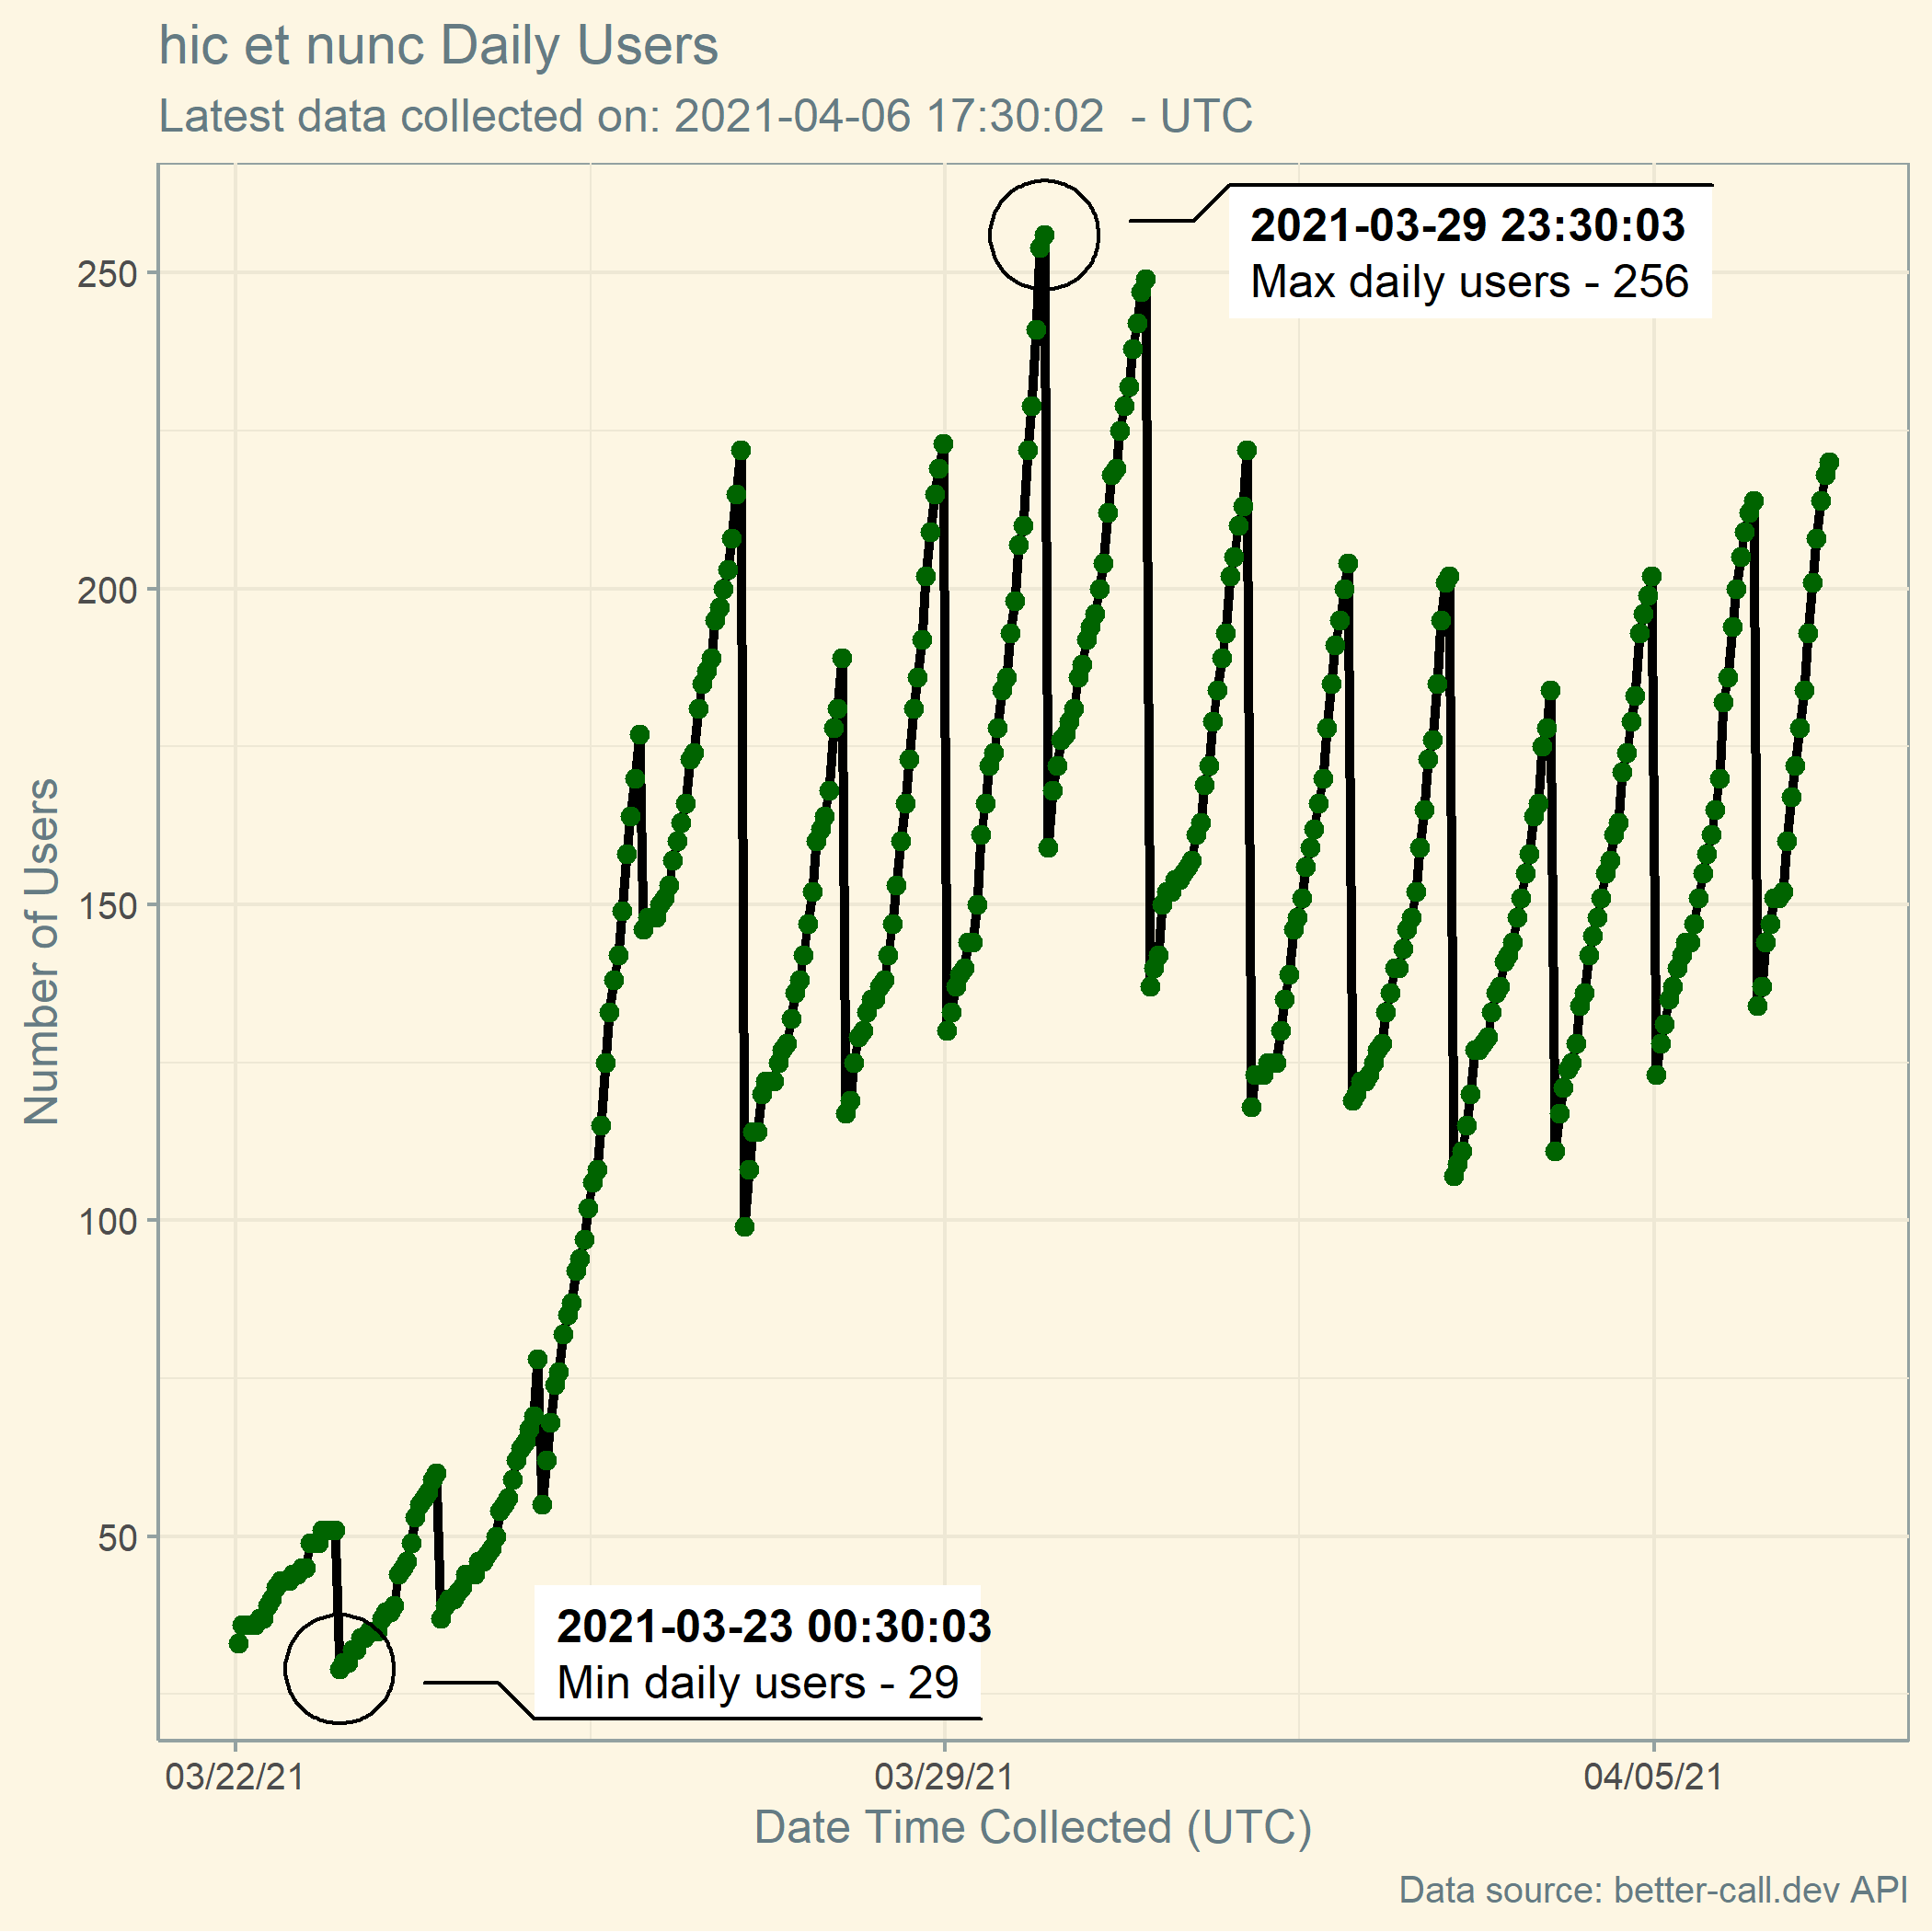 hic et nunc Daily Users
Latest data collected on: 2021-04-06 17:30:02  - UTC
2021-03-29 23:30:03
Max daily users - 256
250
200
150
100
50
Number of Users
2021-03-23 00:30:03
Min daily users - 29
03/22/21
03/29/21
04/05/21
Date Time Collected (UTC)
Data source: better-call.dev API